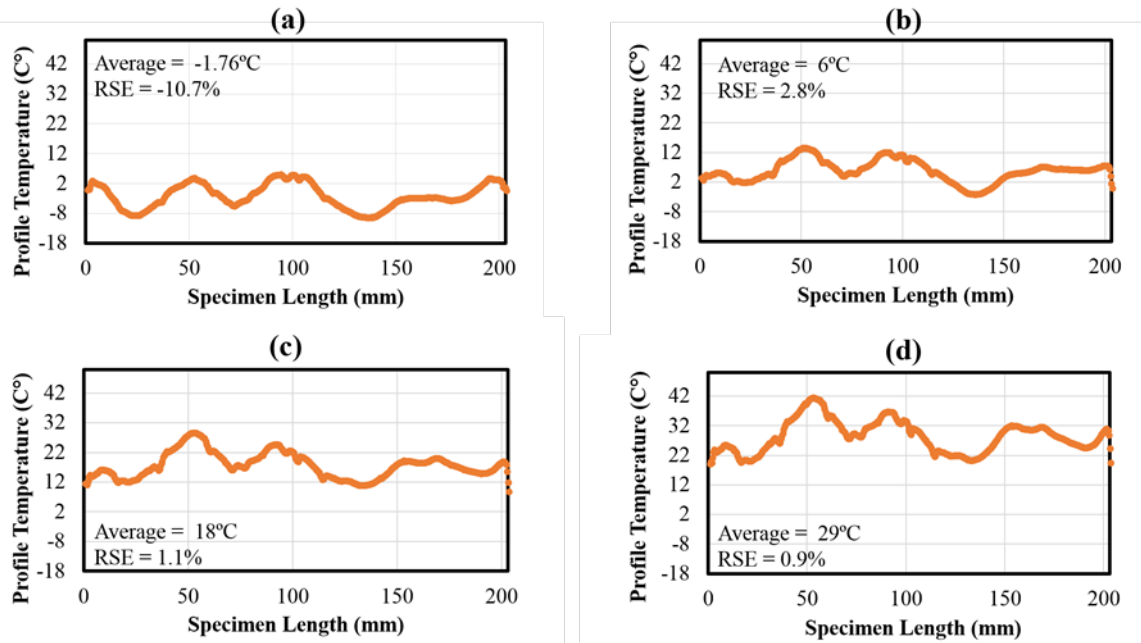 (a)
Average = -1.76ºC
RSE = -10.7%
Profile Temperature (C°)
42
32
22
12
2
-8
-18
0 50 100 150 200
Specimen Length (mm)
(b)
Average = 6ºC
RSE = 2.8%
Profile Temperature (C°)
42
32
22
12
2
-8
-18
0 50 100 150 200
Specimen Length (mm)
(c)
Profile Temperature (C°)
42
32
22
12
2
-8
-18
Average = 18ºC
RSE = 1.1%
0 50 100 150 200
Specimen Length (mm)
(d)
Profile Temperature (C°)
42
32
22
12
2
-8
-18
Average = 29ºC
RSE = 0.9%
0 50 100 150 200
Specimen Length (mm)